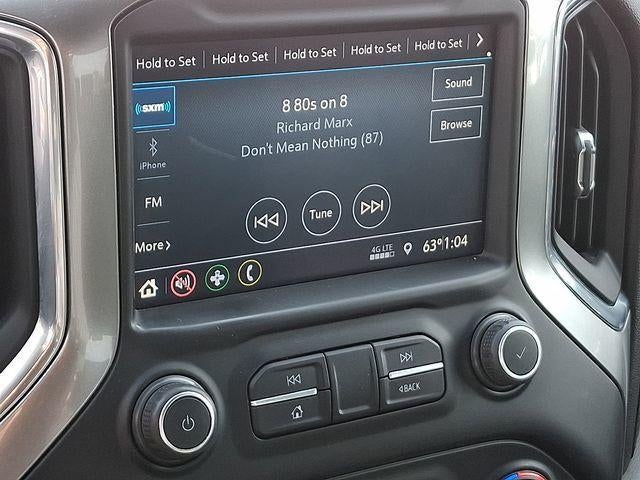 Hold to Set Hold to Set Hold to Set Hold to Set Hold to Set
sxm
8 80s on 8
Sound
Richard Marx
Browse
Don't Mean Nothing (87)
iPhone
FM
Tune
More
4G LTE
63° 1:04
BACK